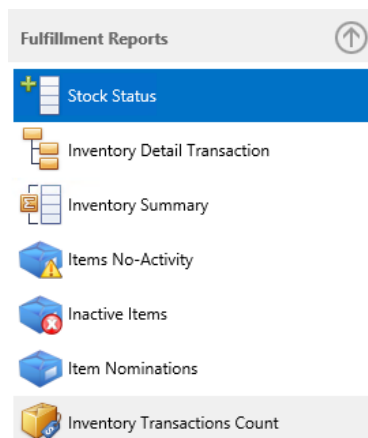 Fulfillment Reports
Stock Status
Inventory Detail Transaction
Inventory Summary
Items No-Activity
Inactive Items
Item Nominations
Inventory Transactions Count